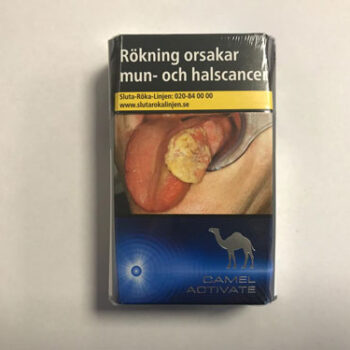 Rökning orsakar
mun- och halscancer
Sluta-Röka-Linjen: 020-84 00 00
www.slutarokalinjen.se
CAMEL
ACTIVATE